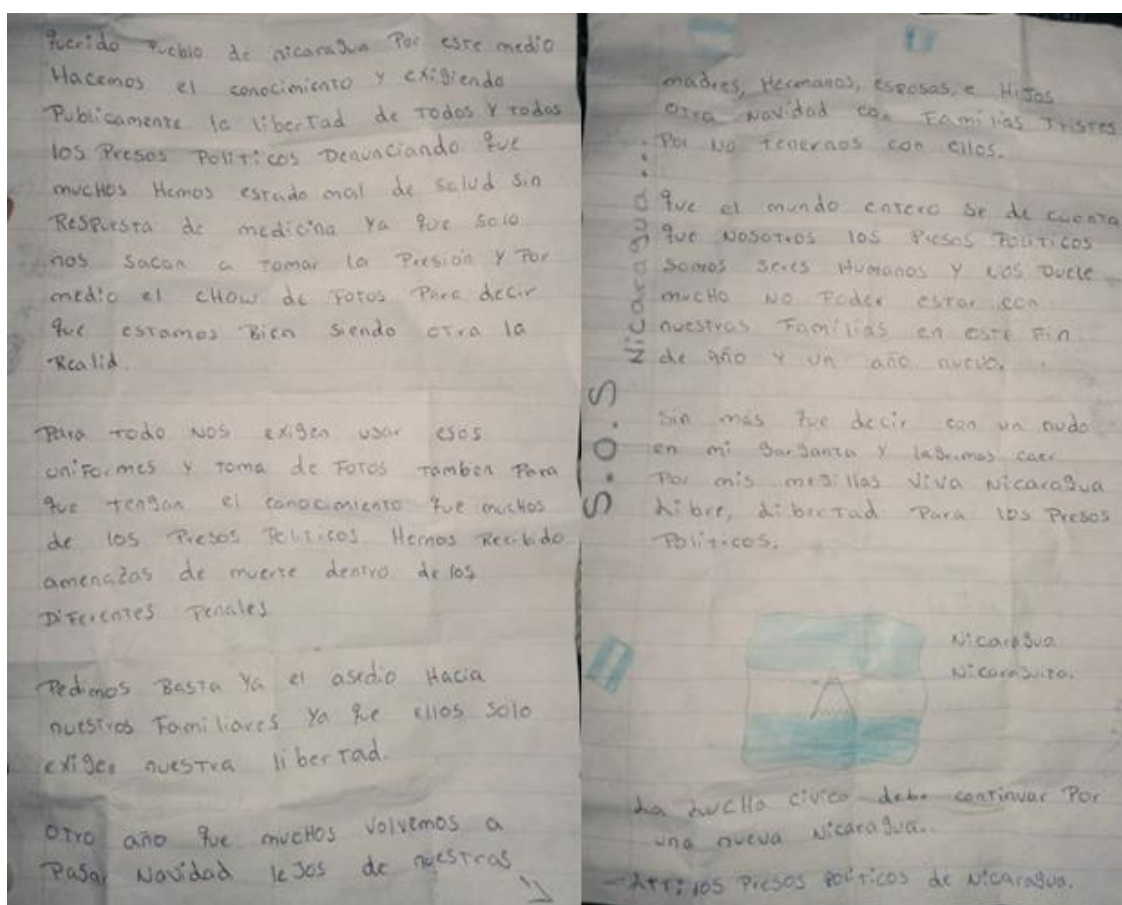 Querido Pueblo de nicaragua Por este medio
Hacemos el conocimiento y exigiendo
Publicamente la libertad de Todos y Todas
los Presos Politicos Denunciando que
muchos Hemos estado mal de salud sin
Respuesta de medicina Ya que solo
nos sacan a tomar la Presión y Por
medio el CHOW de Fotos Para decir
que estamos Bien siendo otra la
Realid.
Para todo nos exigen usar esos
uniformes y toma de Fotos tambien Para
que tengan el conocimiento que muchos
de los Presos Politicos Hemos Recibido
amenazas de muerte dentro de los
Diferentes Penales
Pedimos Basta Ya el asedio Hacia
nuestros Familiares Ya que ellos solo
exigen nuestra libertad.
Otro año que muchos volvemos a
Pasar Navidad lejos de nuestras
madres, Hermanos, esposas, e Hijos
Otra Navidad con Familias Tristes
Por no tenernos con ellos.
que el mundo entero se de cuenta
que nosotros los Presos Politicos
Somos seres Humanos y nos Duele
mucho no Poder estar con
nuestras Familias en este Fin
de año y un año nuevo.
Sin más que decir con un nudo
en mi garganta y lagrimas caer
Por mis mejillas Viva Nicaragua
Libre, Libertad Para los Presos
Politicos.
S.O.S Nicaragua...
Nicaragua
Nicaraguita.
La Lucha civica debe continuar Por
una nueva Nicaragua..
- Att: los Presos Politicos de Nicaragua.